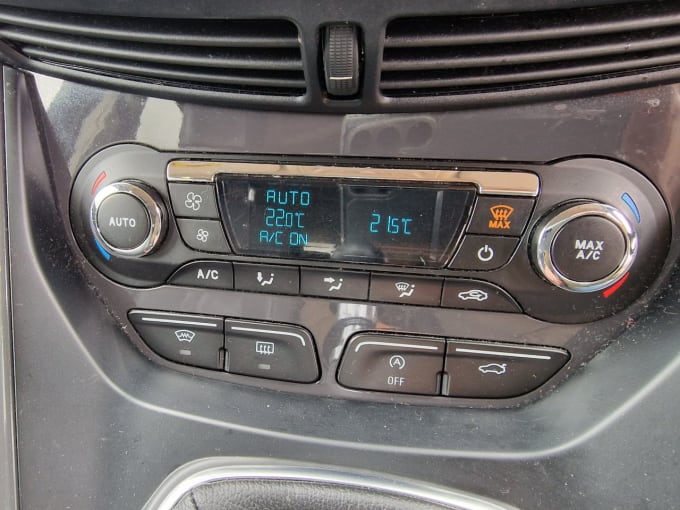 AUTO
22.0°C
A/C ON
21.5°C
AUTO
MAX
MAX
A/C
A/C
OFF